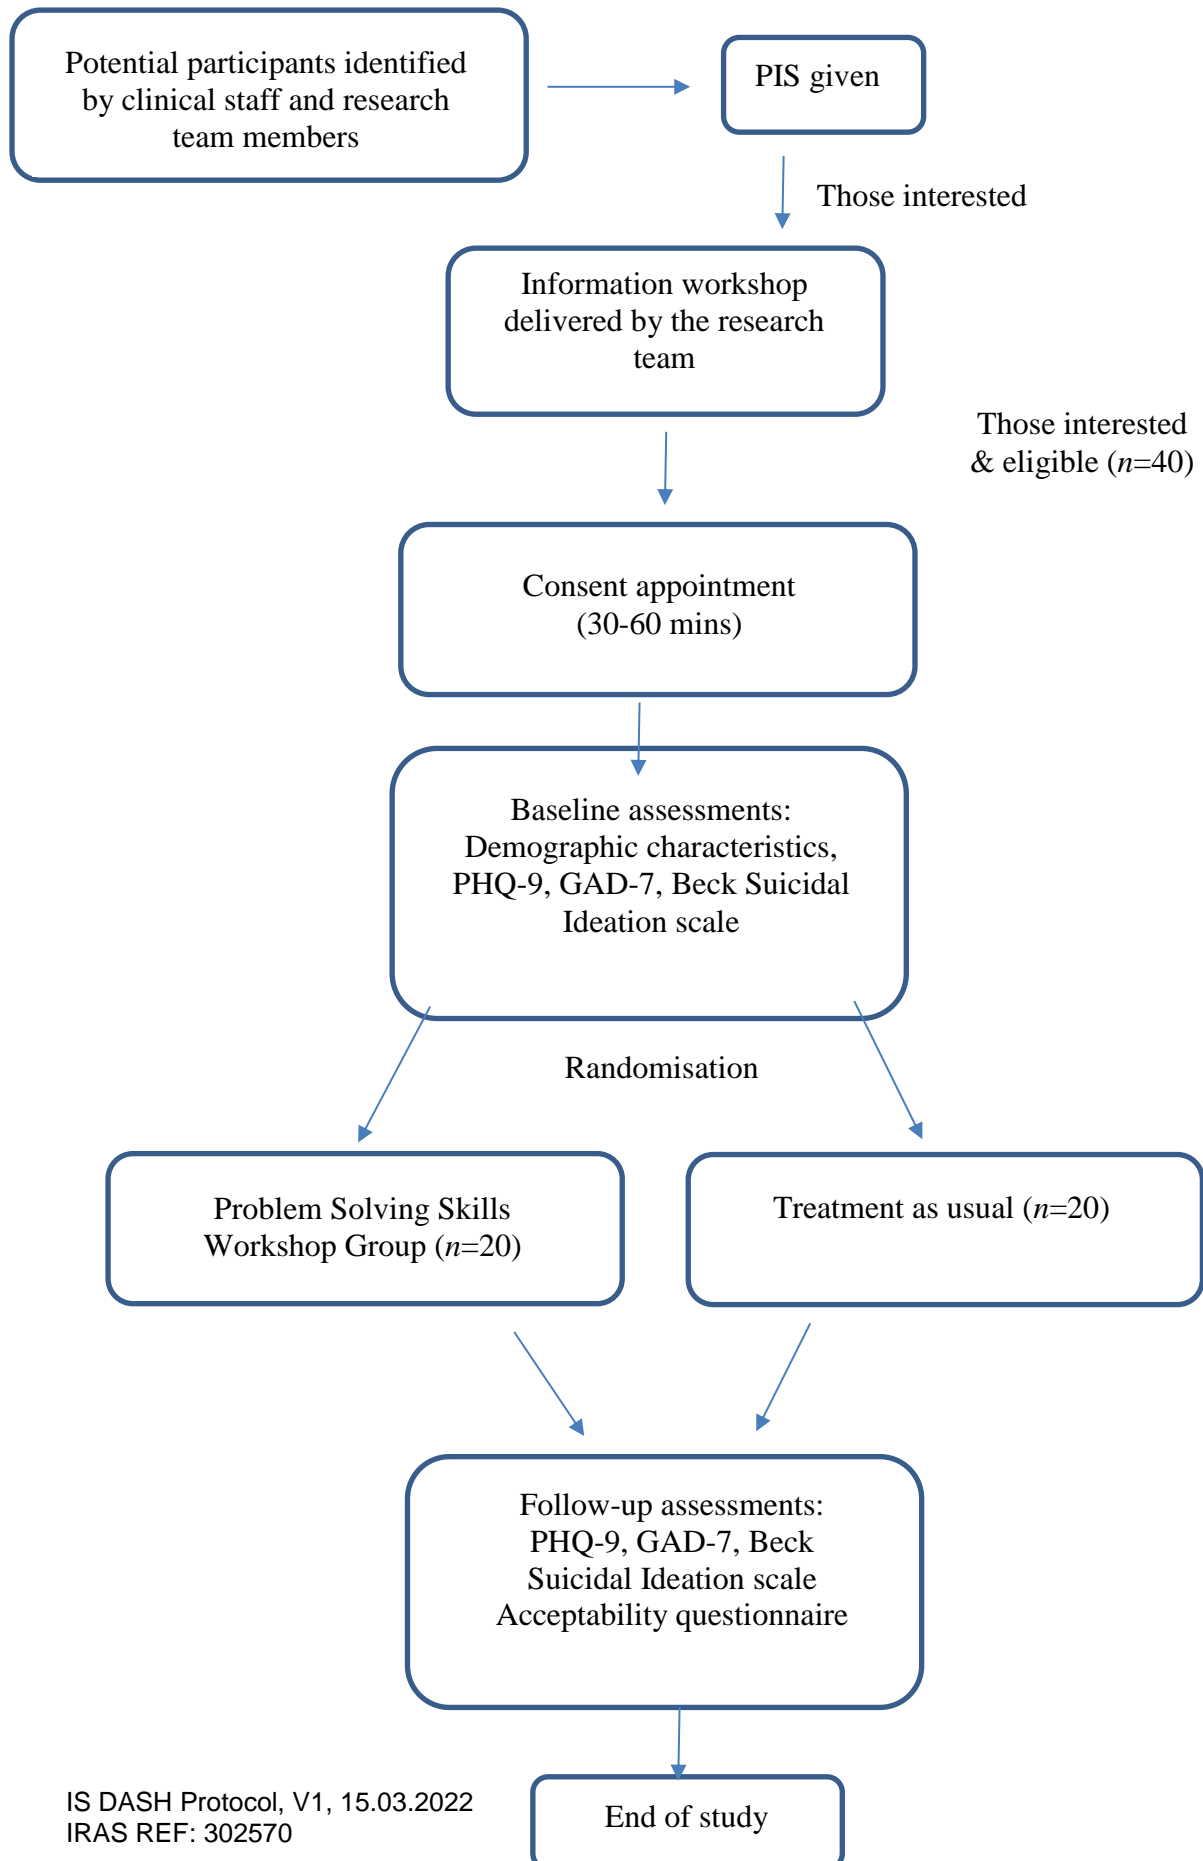 Potential participants identified
by clinical staff and research
team members
PIS given
Those interested
Information workshop
delivered by the research
team
Those interested
& eligible (n=40)
Consent appointment
(30-60 mins)
Baseline assessments:
Demographic characteristics,
PHQ-9, GAD-7, Beck Suicidal
Ideation scale
Randomisation
Problem Solving Skills
Workshop Group (n=20)
Treatment as usual (n=20)
Follow-up assessments:
PHQ-9, GAD-7, Beck
Suicidal Ideation scale
Acceptability questionnaire
End of study
IS DASH Protocol, V1, 15.03.2022
IRAS REF: 302570